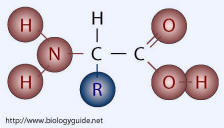 H H O
N C C
H R O H
http://www.biologyguide.net